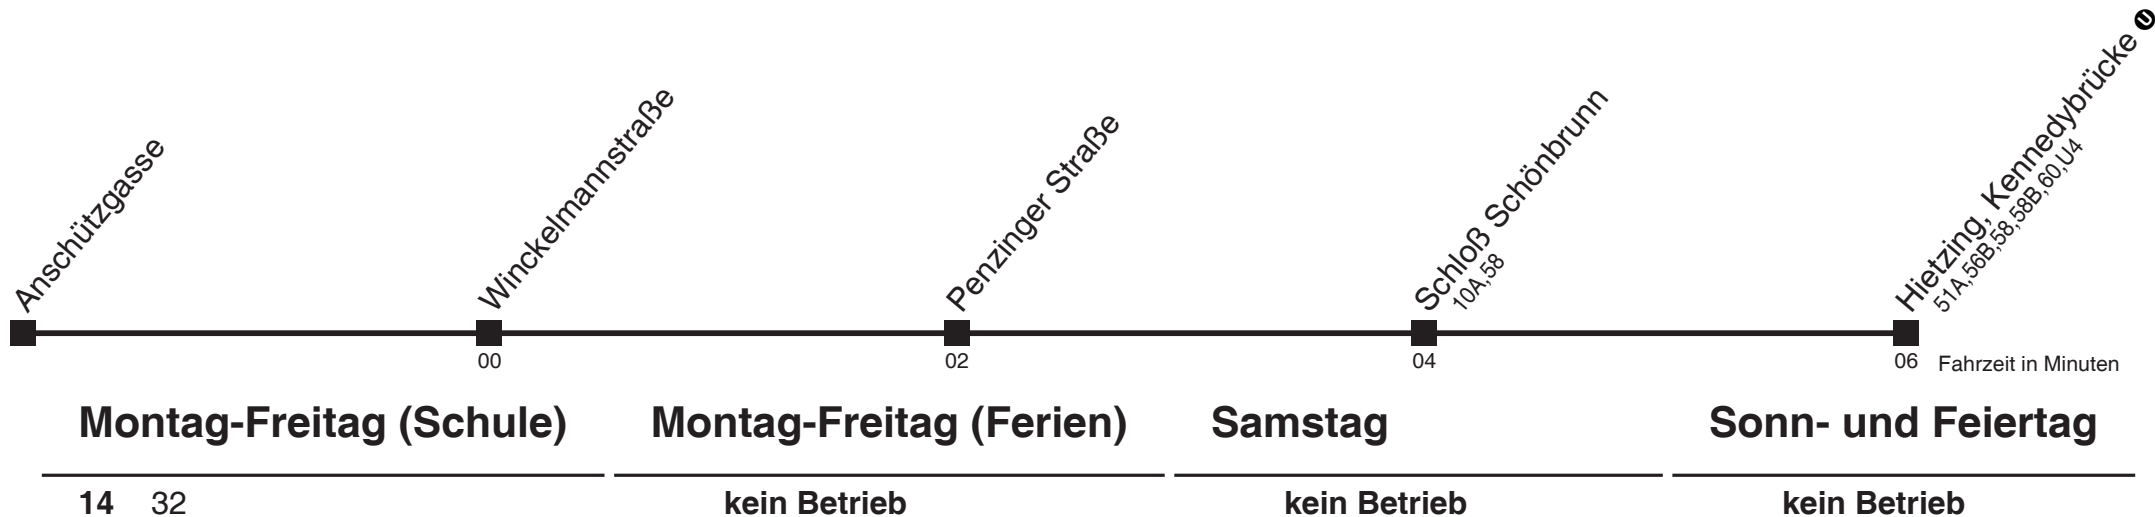 Anschützgasse
Winckelmannstraße
Penzinger Straße
Schloß Schönbrunn
10A,58
Hietzing, Kennedybrücke U
51A,56B,58,58B,60,U4
00 02 04 06 Fahrzeit in Minuten
Montag-Freitag (Schule) Montag-Freitag (Ferien) Samstag Sonn- und Feiertag
14 32 kein Betrieb kein Betrieb kein Betrieb